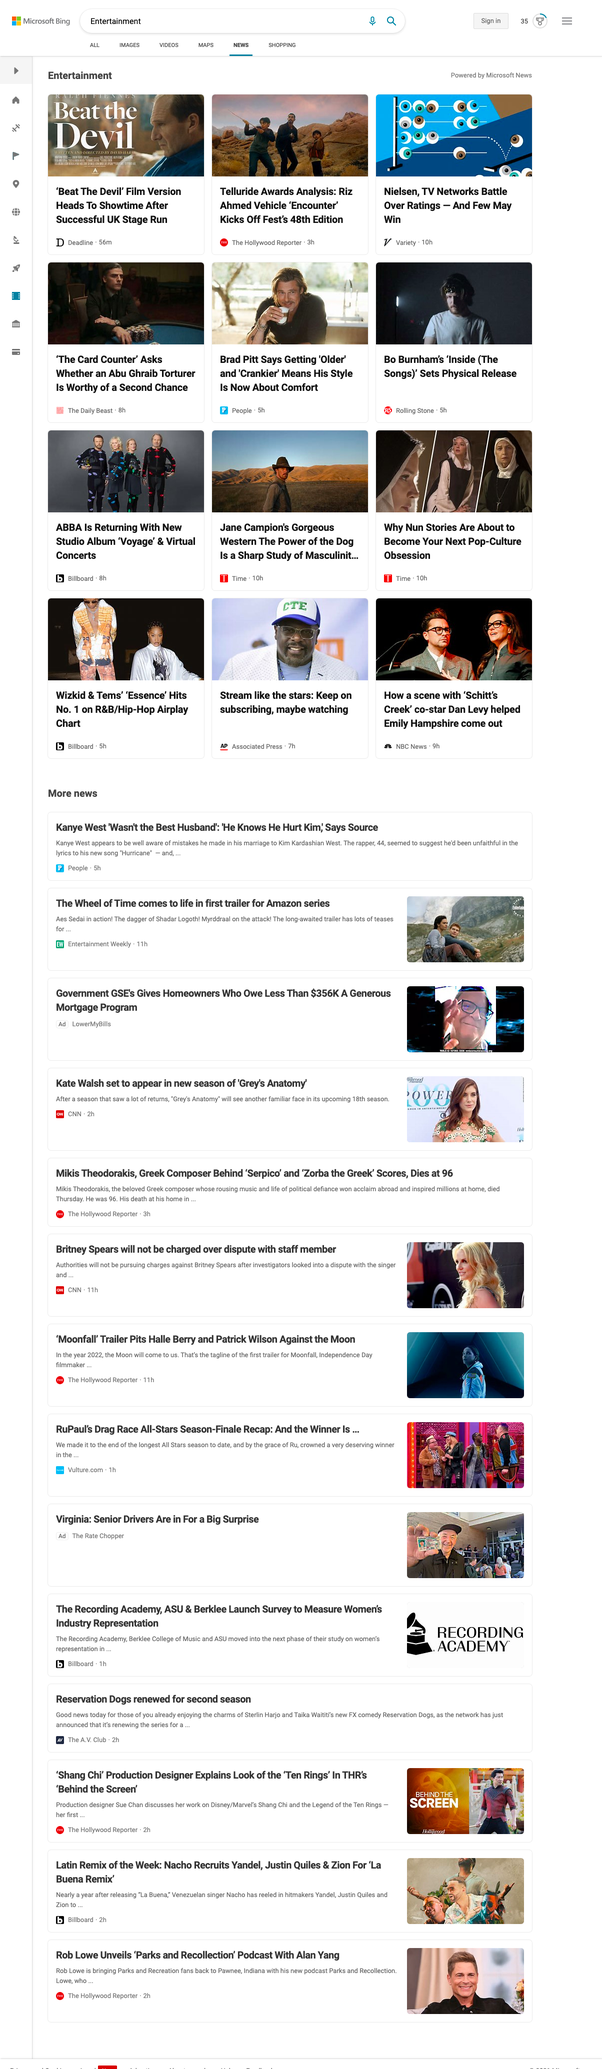 Microsoft Bing
Entertainment
Sign in
35
ALL
IMAGES
VIDEOS
MAPS
NEWS
SHOPPING
Entertainment
Powered by Microsoft News
Beat the
Devil
'Beat The Devil' Film Version
Heads To Showtime After
Successful UK Stage Run
Deadline · 56m
Telluride Awards Analysis: Riz
Ahmed Vehicle 'Encounter'
Kicks Off Fest's 48th Edition
The Hollywood Reporter · 3h
Nielsen, TV Networks Battle
Over Ratings — And Few May
Win
Variety · 10h
'The Card Counter' Asks
Whether an Abu Ghraib Torturer
Is Worthy of a Second Chance
The Daily Beast · 8h
Brad Pitt Says Getting 'Older'
and 'Crankier' Means His Style
Is Now About Comfort
People · 5h
Bo Burnham's 'Inside (The
Songs)' Sets Physical Release
Rolling Stone · 5h
ABBA Is Returning With New
Studio Album 'Voyage' & Virtual
Concerts
Billboard · 8h
Jane Campion's Gorgeous
Western The Power of the Dog
Is a Sharp Study of Masculinit...
Time · 10h
Why Nun Stories Are About to
Become Your Next Pop-Culture
Obsession
Time · 10h
Wizkid & Tems' 'Essence' Hits
No. 1 on R&B/Hip-Hop Airplay
Chart
Billboard · 5h
CTE
Stream like the stars: Keep on
subscribing, maybe watching
AP Associated Press · 7h
How a scene with 'Schitt's
Creek' co-star Dan Levy helped
Emily Hampshire come out
NBC News · 9h
More news
Kanye West 'Wasn't the Best Husband': 'He Knows He Hurt Kim,' Says Source
Kanye West appears to be well aware of mistakes he made in his marriage to Kim Kardashian West. The rapper, 44, seemed to suggest he'd been unfaithful in the
lyrics to his new song "Hurricane" — and, ...
People · 5h
The Wheel of Time comes to life in first trailer for Amazon series
Aes Sedai in action! The dagger of Shadar Logoth! Myrddraal on the attack! The long-awaited trailer has lots of teases
for ...
Entertainment Weekly · 11h
Government GSE's Gives Homeowners Who Owe Less Than $356K A Generous
Mortgage Program
Ad LowerMyBills
Kate Walsh set to appear in new season of 'Grey's Anatomy'
After a season that saw a lot of returns, "Grey's Anatomy" will see another familiar face in its upcoming 18th season.
CNN · 2h
Mikis Theodorakis, Greek Composer Behind 'Serpico' and 'Zorba the Greek' Scores, Dies at 96
Mikis Theodorakis, the beloved Greek composer whose rousing music and life of political defiance won acclaim abroad and inspired millions at home, died
Thursday. He was 96. His death at his home in ...
The Hollywood Reporter · 3h
Britney Spears will not be charged over dispute with staff member
Authorities will not be pursuing charges against Britney Spears after investigators looked into a dispute with the singer
and ...
CNN · 11h
'Moonfall' Trailer Pits Halle Berry and Patrick Wilson Against the Moon
In the year 2022, the Moon will come to us. That's the tagline of the first trailer for Moonfall, Independence Day
filmmaker ...
The Hollywood Reporter · 11h
RuPaul's Drag Race All-Stars Season-Finale Recap: And the Winner Is ...
We made it to the end of the longest All Stars season to date, and by the grace of Ru, crowned a very deserving winner
in the ...
Vulture.com · 1h
Virginia: Senior Drivers Are in For a Big Surprise
Ad The Rate Chopper
The Recording Academy, ASU & Berklee Launch Survey to Measure Women's
Industry Representation
The Recording Academy, Berklee College of Music and ASU moved into the next phase of their study on women's
representation in ...
Billboard · 1h
RECORDING
ACADEMY
Reservation Dogs renewed for second season
Good news today for those of you already enjoying the charms of Sterlin Harjo and Taika Waititi's new FX comedy Reservation Dogs, as the network has just
announced that it's renewing the series for a ...
The A.V. Club · 2h
'Shang Chi' Production Designer Explains Look of the 'Ten Rings' In THR's
'Behind the Screen'
Production designer Sue Chan discusses her work on Disney/Marvel's Shang Chi and the Legend of the Ten Rings —
her first ...
The Hollywood Reporter · 2h
BEHIND THE
SCREEN
Latin Remix of the Week: Nacho Recruits Yandel, Justin Quiles & Zion For 'La
Buena Remix'
Nearly a year after releasing "La Buena," Venezuelan singer Nacho has reeled in hitmakers Yandel, Justin Quiles and
Zion to ...
Billboard · 2h
Rob Lowe Unveils 'Parks and Recollection' Podcast With Alan Yang
Rob Lowe is bringing Parks and Recreation fans back to Pawnee, Indiana with his new podcast Parks and Recollection.
Lowe, who ...
The Hollywood Reporter · 2h